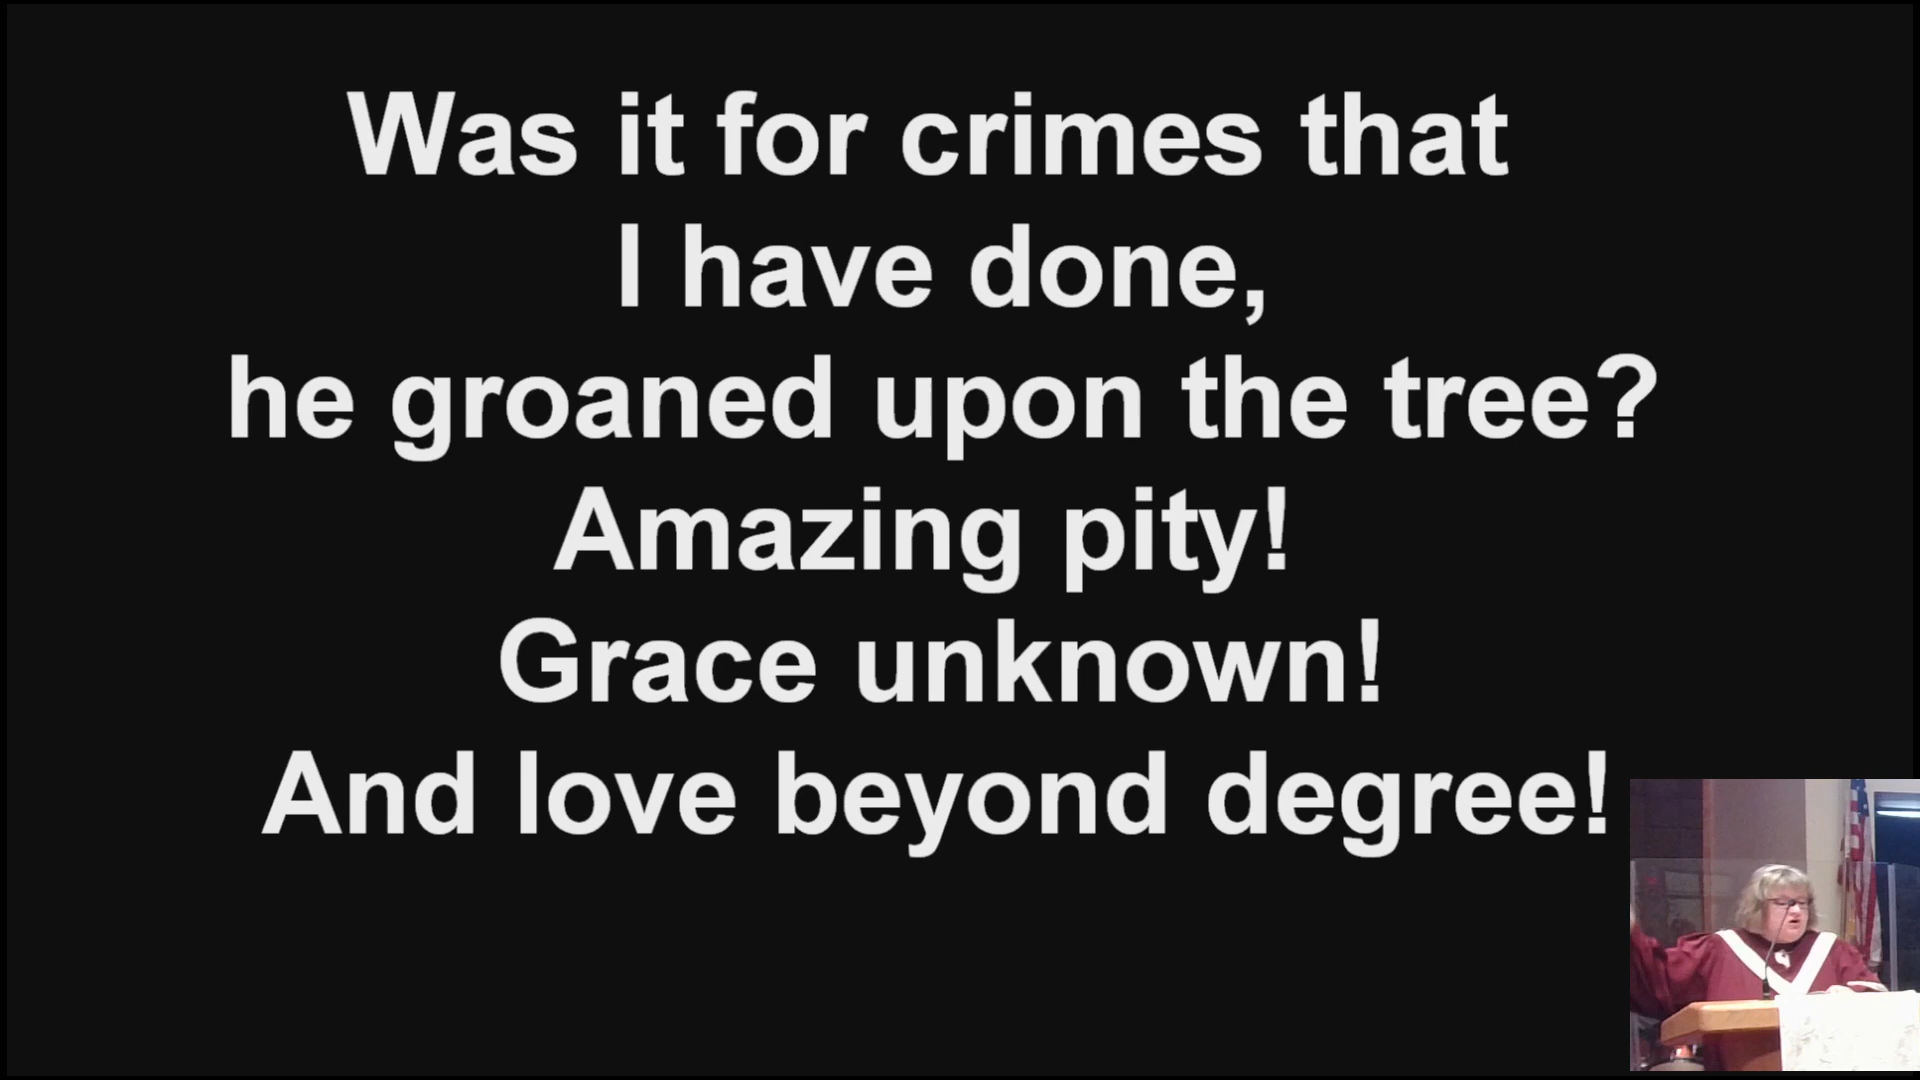 Was it for crimes that
I have done,
he groaned upon the tree?
Amazing pity!
Grace unknown!
And love beyond degree!